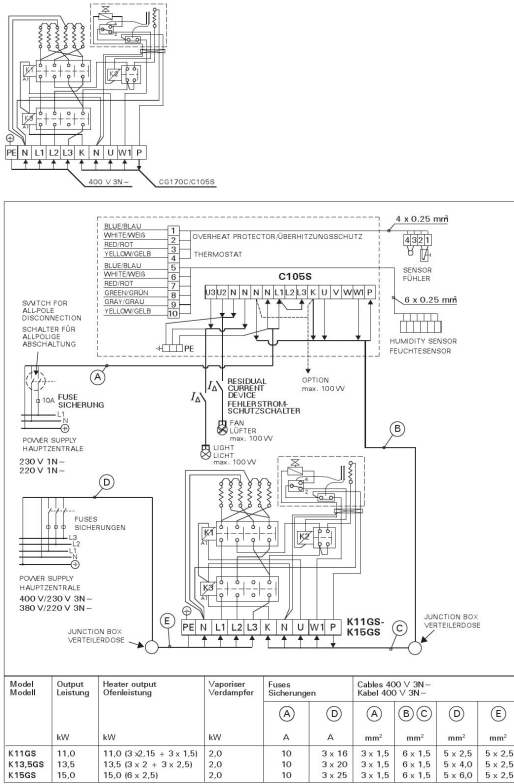 K1
A1
K2
K3
A1
PE N L1 L2 L3 K N U W1 P
400 V 3N~
CG170C/C105S
BLUE/BLAU
WHITE/WEIß
RED/ROT
YELLOW/GELB
BLUE/BLAU
WHITE/WEIß
RED/ROT
GREEN/GRÜN
GRAY/GRAU
YELLOW/GELB
1
2
3
4
5
6
7
8
9
10
OVERHEAT PROTECTOR/ÜBERHITZUNGSSCHUTZ
THERMOSTAT
4 x 0.25 mm²
4 3 2 1
SENSOR
FÜHLER
6 x 0.25 mm²
HUMIDITY SENSOR
FEUCHTESENSOR
C105S
U3 U2 N N N N L1 L2 L3 K U V W W1 P
PE
SWITCH FOR
ALL-POLE
DISCONNECTION
SCHALTER FÜR
ALLPOLIGE
ABSCHALTUNG
A
10A FUSE
SICHERUNG
L1
N
POWER SUPPLY
HAUPTZENTRALE
230 V 1N~
220 V 1N~
I∆
I∆
RESIDUAL
CURRENT
DEVICE
FEHLERSTROM-
SCHUTZSCHALTER
FAN
LÜFTER
max. 100 W
LIGHT
LICHT
max. 100 W
OPTION
max. 100 W
B
D
FUSES
SICHERUNGEN
L3
L2
L1
N
POWER SUPPLY
HAUPTZENTRALE
400 V/230 V 3N~
380 V/220 V 3N~
JUNCTION BOX
VERTEILERDOSE
E
K1
A1
K2
K3
A1
PE N L1 L2 L3 K N U W1 P
K11GS-
K15GS
C
JUNCTION BOX
VERTEILERDOSE
Model Output Heater output Vaporiser Fuses Cables 400 V 3N~
Modell Leistung Ofenleistung Verdampfer Sicherungen Kabel 400 V 3N~
A D A B C D E
kW kW kW A A mm² mm² mm² mm²
K11GS 11,0 11,0 (3 x2,15 + 3 x 1,5) 2,0 10 3 x 16 3 x 1,5 6 x 1,5 5 x 2,5 5 x 2,5
K13,5GS 13,5 13,5 (3 x 2 + 3 x 2,5) 2,0 10 3 x 20 3 x 1,5 6 x 1,5 5 x 4,0 5 x 2,5
K15GS 15,0 15,0 (6 x 2,5) 2,0 10 3 x 25 3 x 1,5 6 x 1,5 5 x 6,0 5 x 2,5